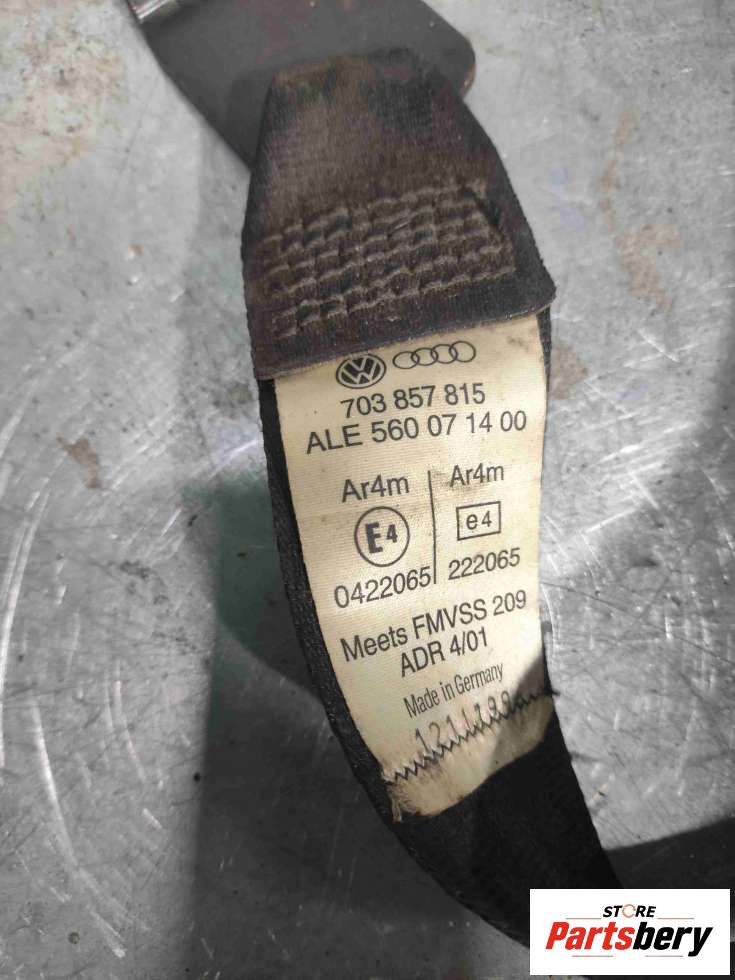 703 857 815
ALE 560 07 14 00
Ar4m Ar4m
E4 e4
0422065 222065
Meets FMVSS 209
ADR 4/01
Made in Germany
STORE
Partsbery